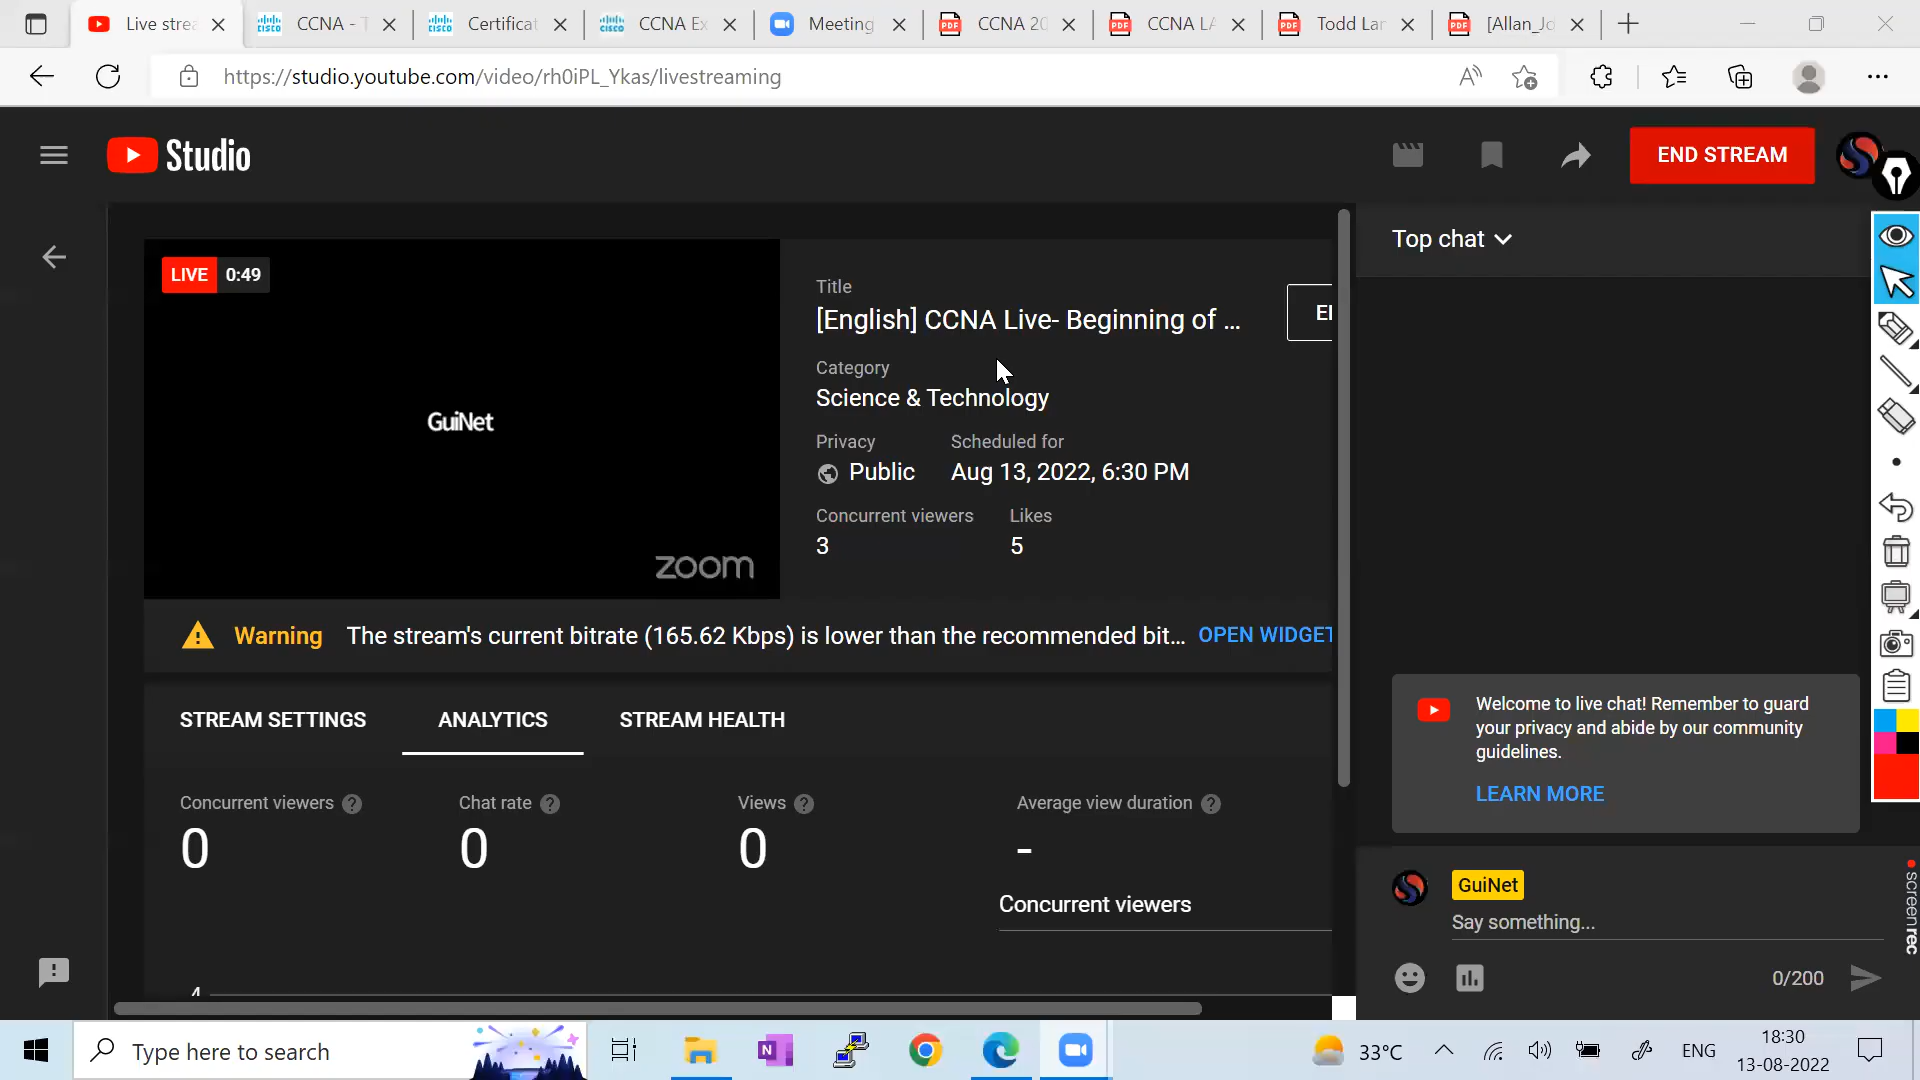 Live stre
CCNA - T
Certificat
CCNA Ex
Meeting
CCNA 20
CCNA LA
Todd Lar
[Allan_Jo
https://studio.youtube.com/video/rh0iPL_Ykas/livestreaming
Studio
END STREAM
LIVE 0:49
GuiNet
zoom
Title
[English] CCNA Live- Beginning of ...
Category
Science & Technology
Privacy
Public
Scheduled for
Aug 13, 2022, 6:30 PM
Concurrent viewers
3
Likes
5
Warning The stream's current bitrate (165.62 Kbps) is lower than the recommended bit... OPEN WIDGET
STREAM SETTINGS
ANALYTICS
STREAM HEALTH
Concurrent viewers
0
Chat rate
0
Views
0
Average view duration
-
Concurrent viewers
4
Top chat
Welcome to live chat! Remember to guard
your privacy and abide by our community
guidelines.
LEARN MORE
GuiNet
Say something...
0/200
screenrec
Type here to search
33°C
ENG
18:30
13-08-2022